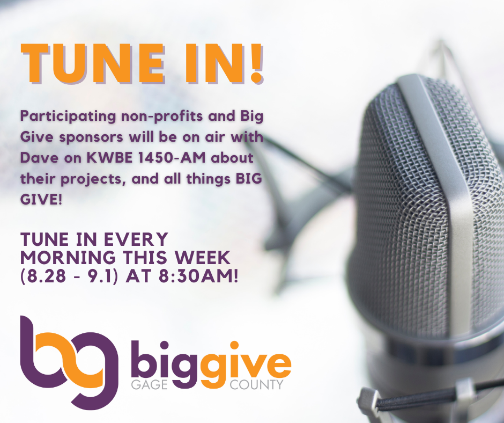 TUNE IN!
Participating non-profits and Big
Give sponsors will be on air with
Dave on KWBE 1450-AM about
their projects, and all things BIG
GIVE!
TUNE IN EVERY
MORNING THIS WEEK
(8.28 - 9.1) AT 8:30AM!
bg biggive
GAGE COUNTY